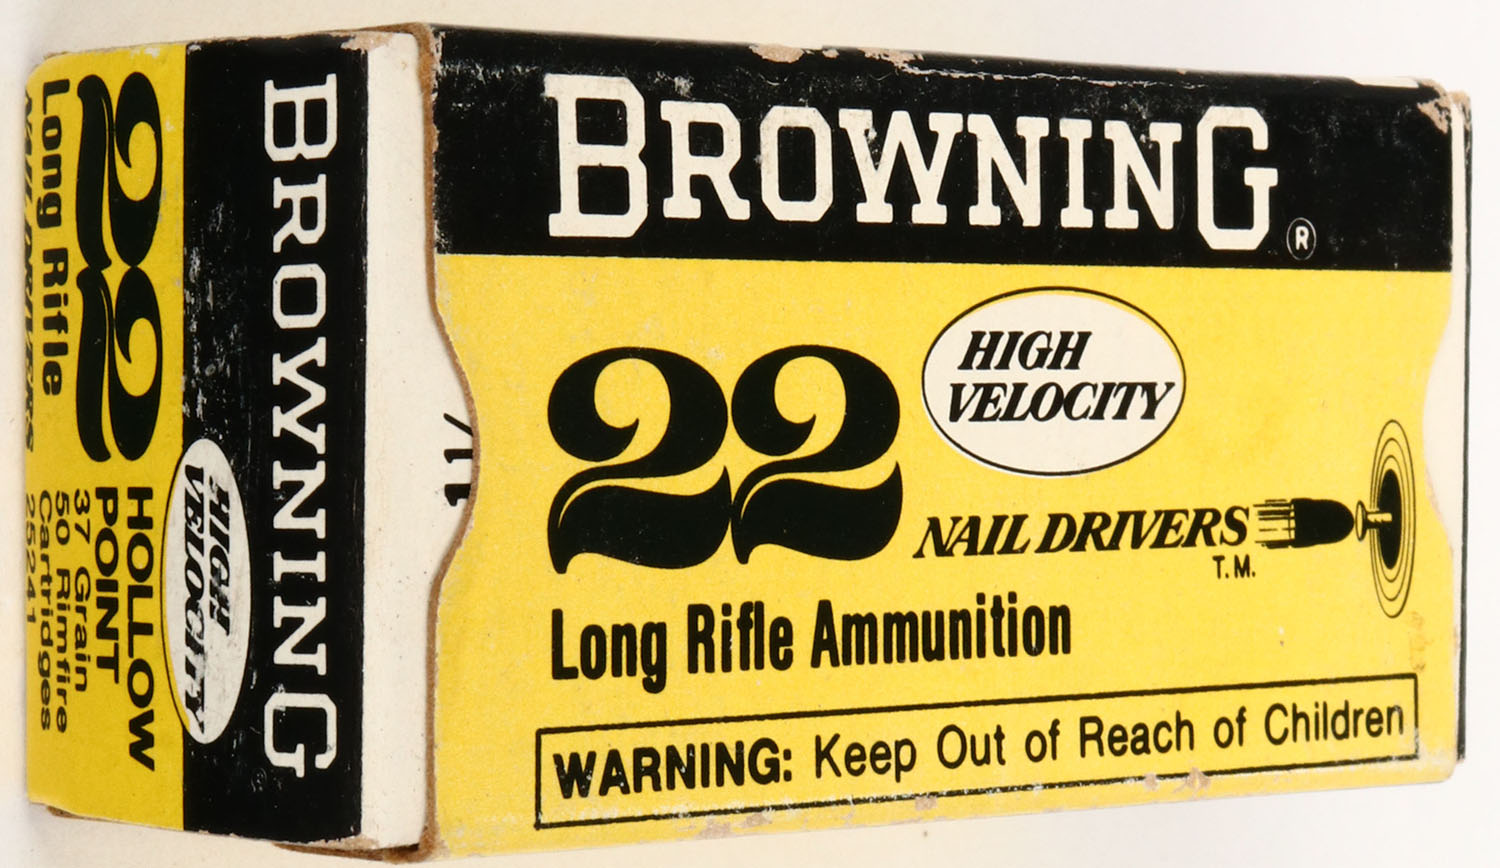 BROWNING
®
22
HIGH
VELOCITY
NAIL DRIVERS
T.M.
Long Rifle Ammunition
WARNING: Keep Out of Reach of Children
BROWNING
®
HIGH
VELOCITY
22
Long Rifle
NAIL DRIVERS
HOLLOW
POINT
37 Grain
50 Rimfire
Cartridges
25241